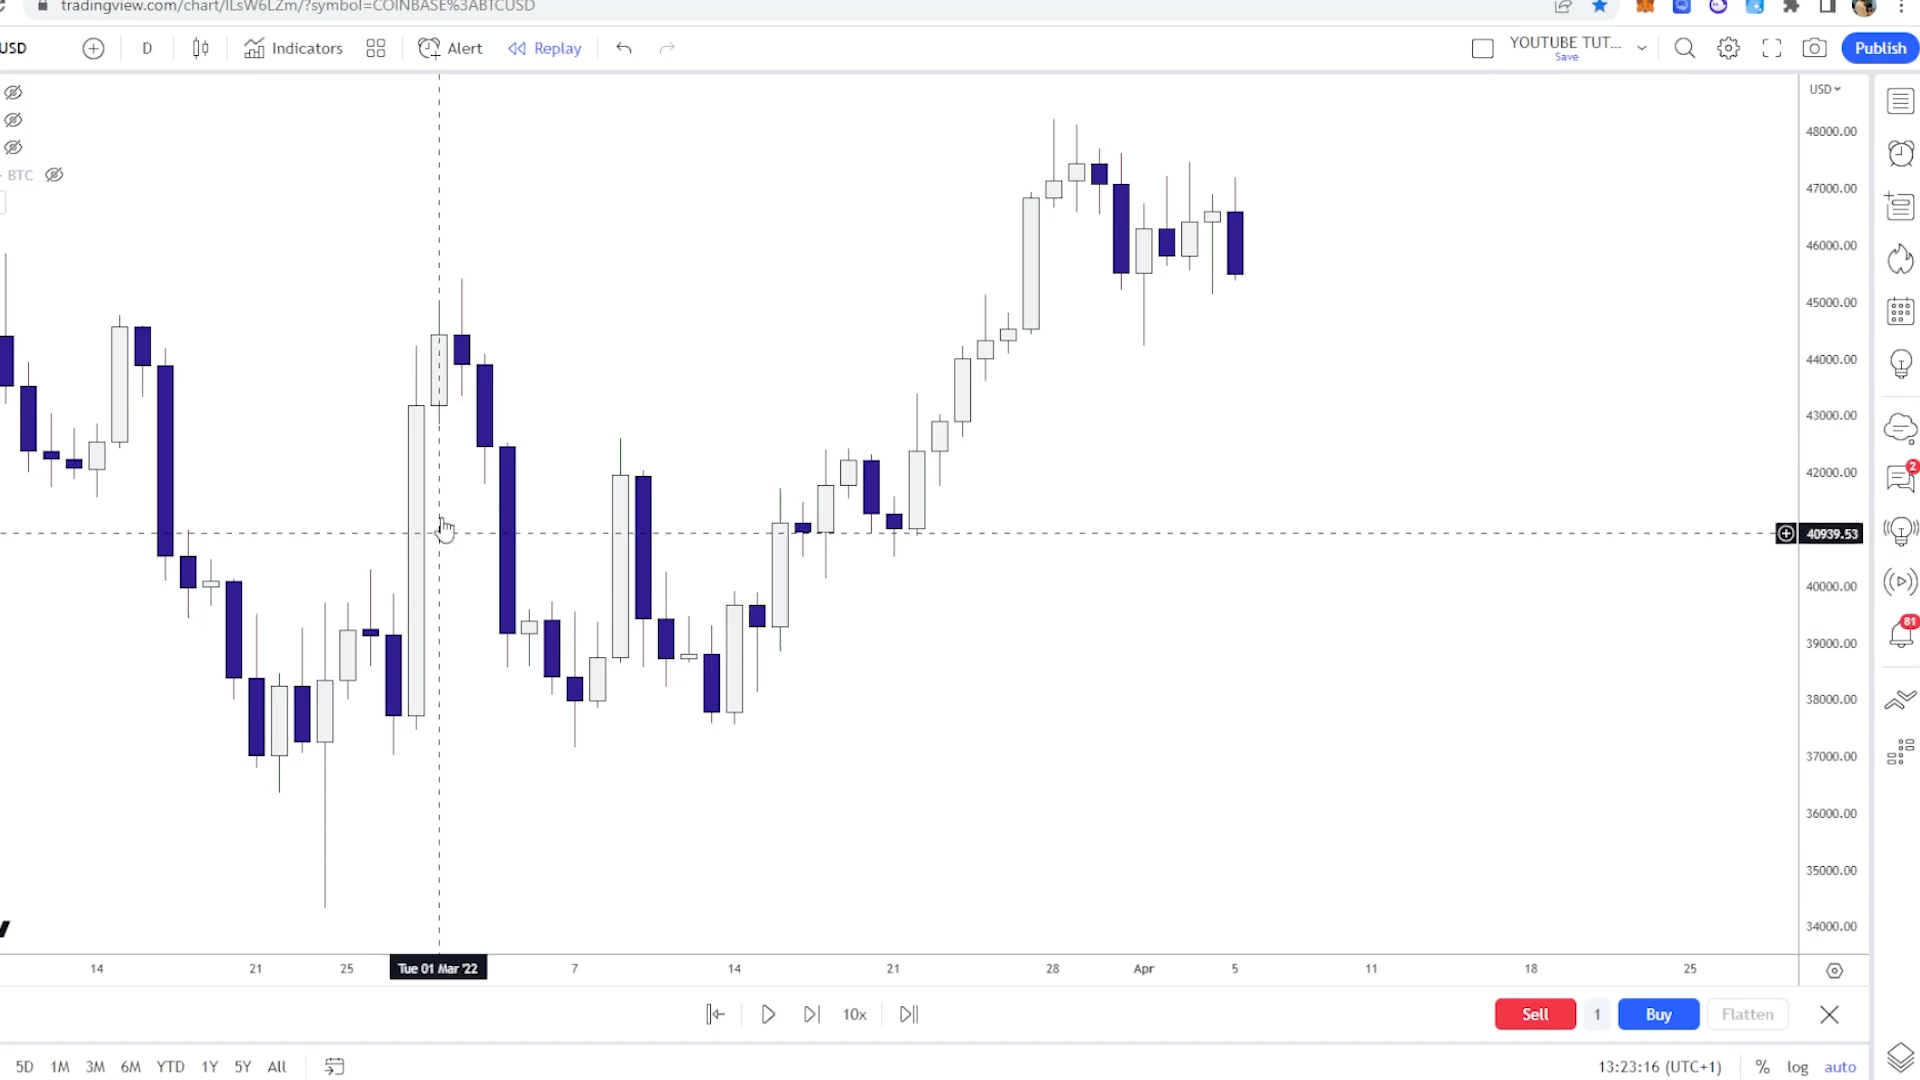 tradingview.com/chart/lLsW6LZm/?symbol=COINBASE%3ABTCUSD
USD
D
Indicators
Alert
Replay
YOUTUBE TUT...
Save
Publish
BTC
USD
48000.00
47000.00
46000.00
45000.00
44000.00
43000.00
42000.00
40939.53
40000.00
39000.00
38000.00
37000.00
36000.00
35000.00
34000.00
2
81
14 21 25 Tue 01 Mar '22 7 14 21 28 Apr 5 11 18 25
10x
Sell 1 Buy Flatten
5D 1M 3M 6M YTD 1Y 5Y All
13:23:16 (UTC+1) % log auto